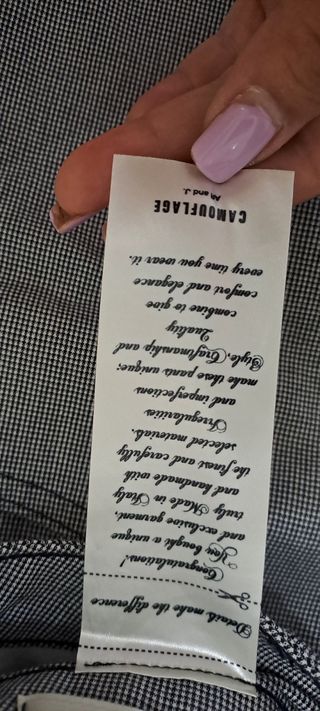 Details make the difference
Congratulations!
You bought a unique
and exclusive garment,
truly Made in Italy
and handmade with
the finest and carefully
selected materials.
Irregularities
and imperfections
make these pants unique:
Style, Craftmanship and
Quality
combine to give
comfort and elegance
every time you wear it.
CAMOUFLAGE
AR and J.